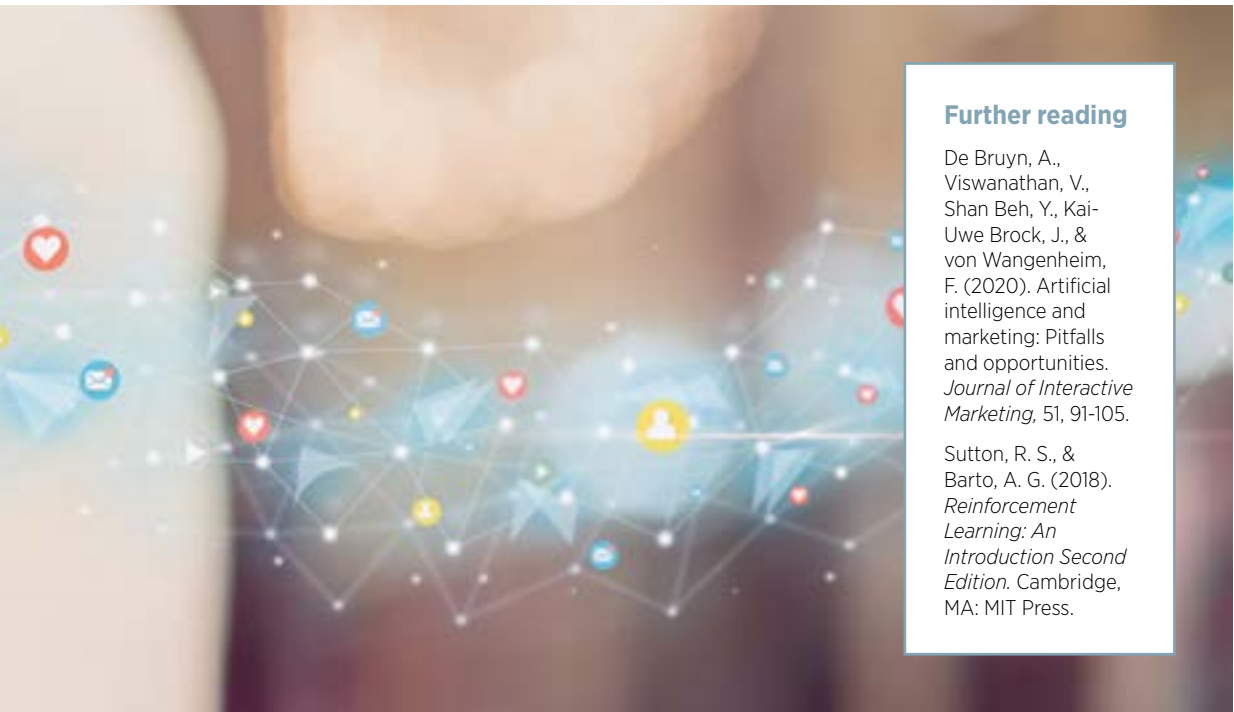 Further reading
De Bruyn, A.,
Viswanathan, V.,
Shan Beh, Y., Kai-
Uwe Brock, J., &
von Wangenheim,
F. (2020). Artificial
intelligence and
marketing: Pitfalls
and opportunities.
Journal of Interactive
Marketing, 51, 91-105.
Sutton, R. S., &
Barto, A. G. (2018).
Reinforcement
Learning: An
Introduction Second
Edition. Cambridge,
MA: MIT Press.